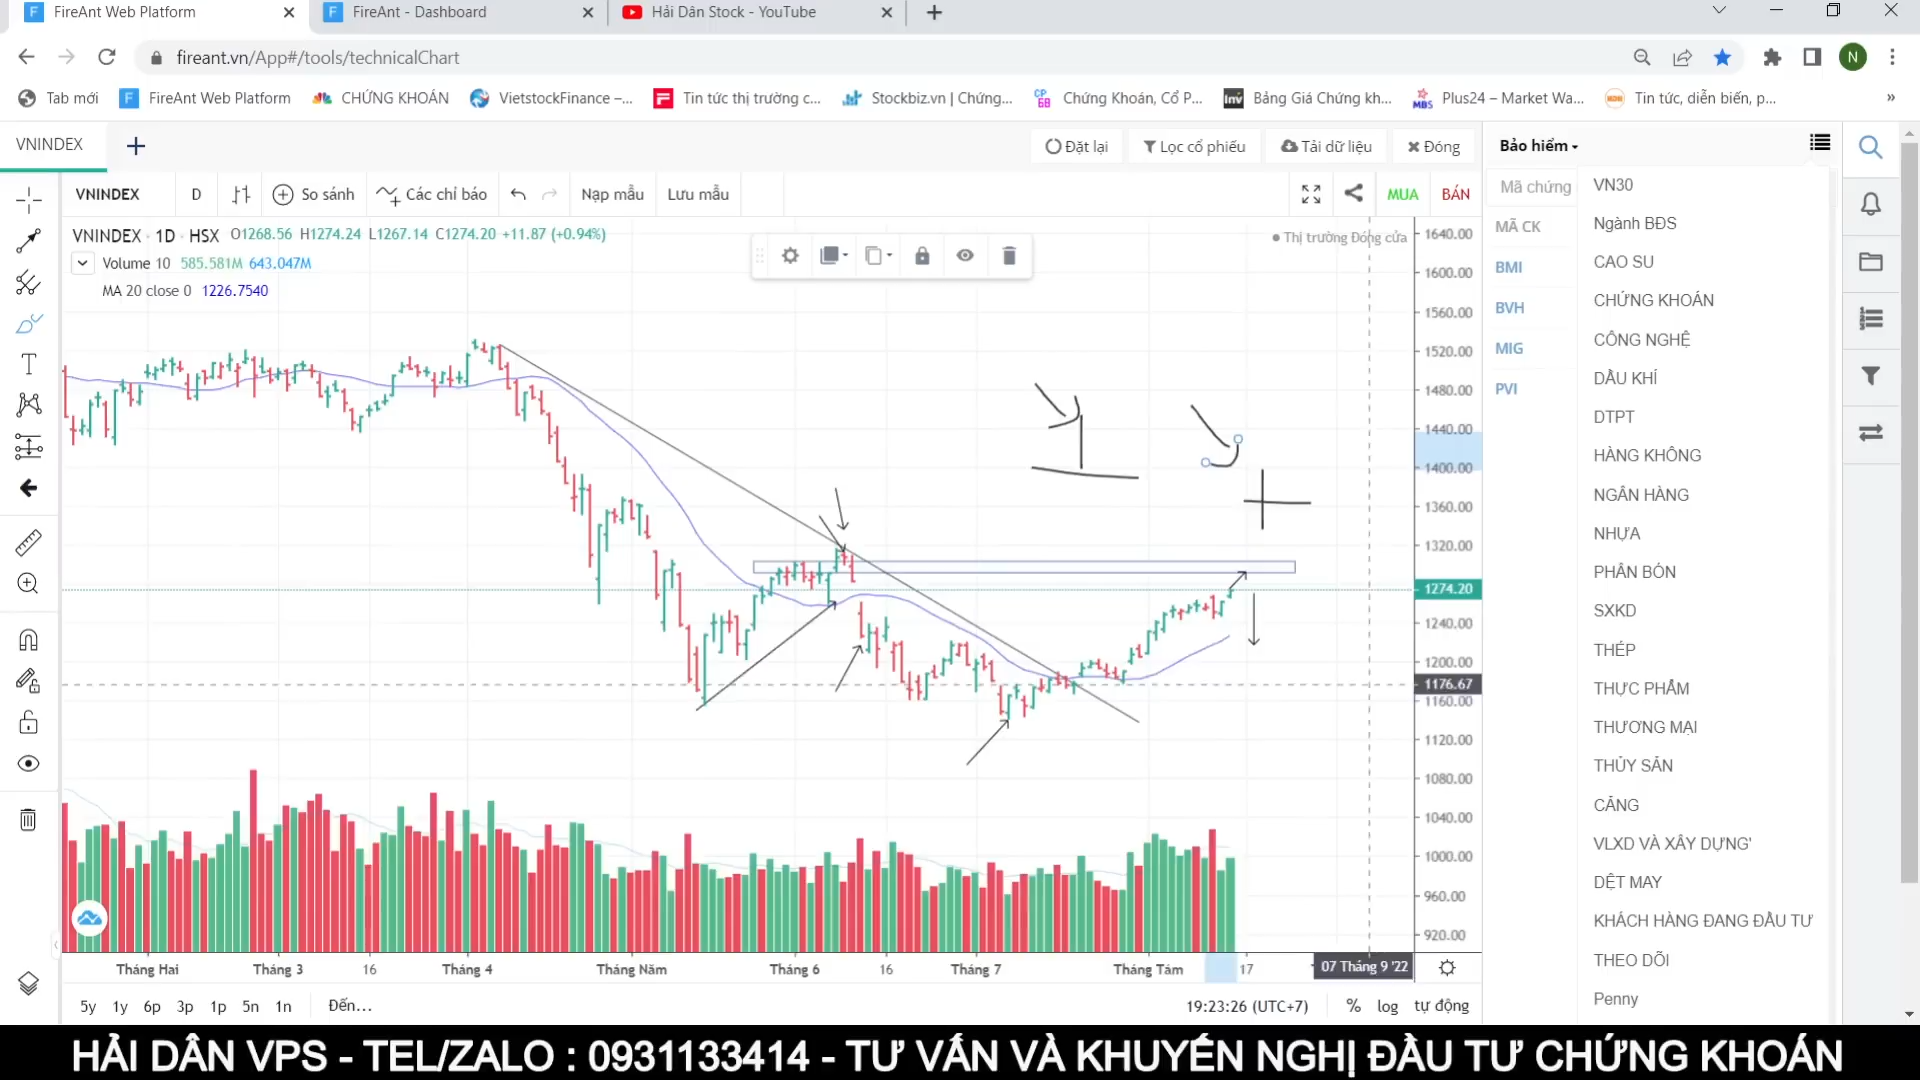 FireAnt Web Platform
FireAnt - Dashboard
Hải Dân Stock - YouTube
fireant.vn/App#/tools/technicalChart
N
Tab mới
FireAnt Web Platform
CHỨNG KHOÁN
VietstockFinance –...
Tin tức thị trường c...
Stockbiz.vn | Chứng...
Chứng Khoán, Cổ P...
Bảng Giá Chứng kh...
Plus24 – Market Wa...
Tin tức, diễn biến, p...
»
VNINDEX
Đặt lại
Lọc cổ phiếu
Tải dữ liệu
Đóng
Bảo hiểm
VNINDEX
D
So sánh
Các chỉ báo
Nạp mẫu
Lưu mẫu
MUA
BÁN
VNINDEX · 1D · HSX O1268.56 H1274.24 L1267.14 C1274.20 +11.87 (+0.94%)
Volume 10 585.581M 643.047M
MA 20 close 0 1226.7540
Thị trường Đóng cửa
1640.00
1600.00
1560.00
1520.00
1480.00
1440.00
1400.00
1360.00
1320.00
1274.20
1240.00
1200.00
1176.67
1160.00
1120.00
1080.00
1040.00
1000.00
960.00
920.00
Tháng Hai
Tháng 3
16
Tháng 4
Tháng Năm
Tháng 6
16
Tháng 7
Tháng Tám
17
07 Tháng 9 '22
5y 1y 6p 3p 1p 5n 1n
Đến...
19:23:26 (UTC+7)
%
log
tự động
Mã chứng
MÃ CK
BMI
BVH
MIG
PVI
VN30
Ngành BĐS
CAO SU
CHỨNG KHOÁN
CÔNG NGHỆ
DẦU KHÍ
DTPT
HÀNG KHÔNG
NGÂN HÀNG
NHỰA
PHÂN BÓN
SXKD
THÉP
THỰC PHẨM
THƯƠNG MẠI
THỦY SẢN
CẢNG
VLXD VÀ XÂY DỰNG'
DỆT MAY
KHÁCH HÀNG ĐANG ĐẦU TƯ
THEO DÕI
Penny
HẢI DÂN VPS - TEL/ZALO : 0931133414 - TƯ VẤN VÀ KHUYẾN NGHỊ ĐẦU TƯ CHỨNG KHOÁN